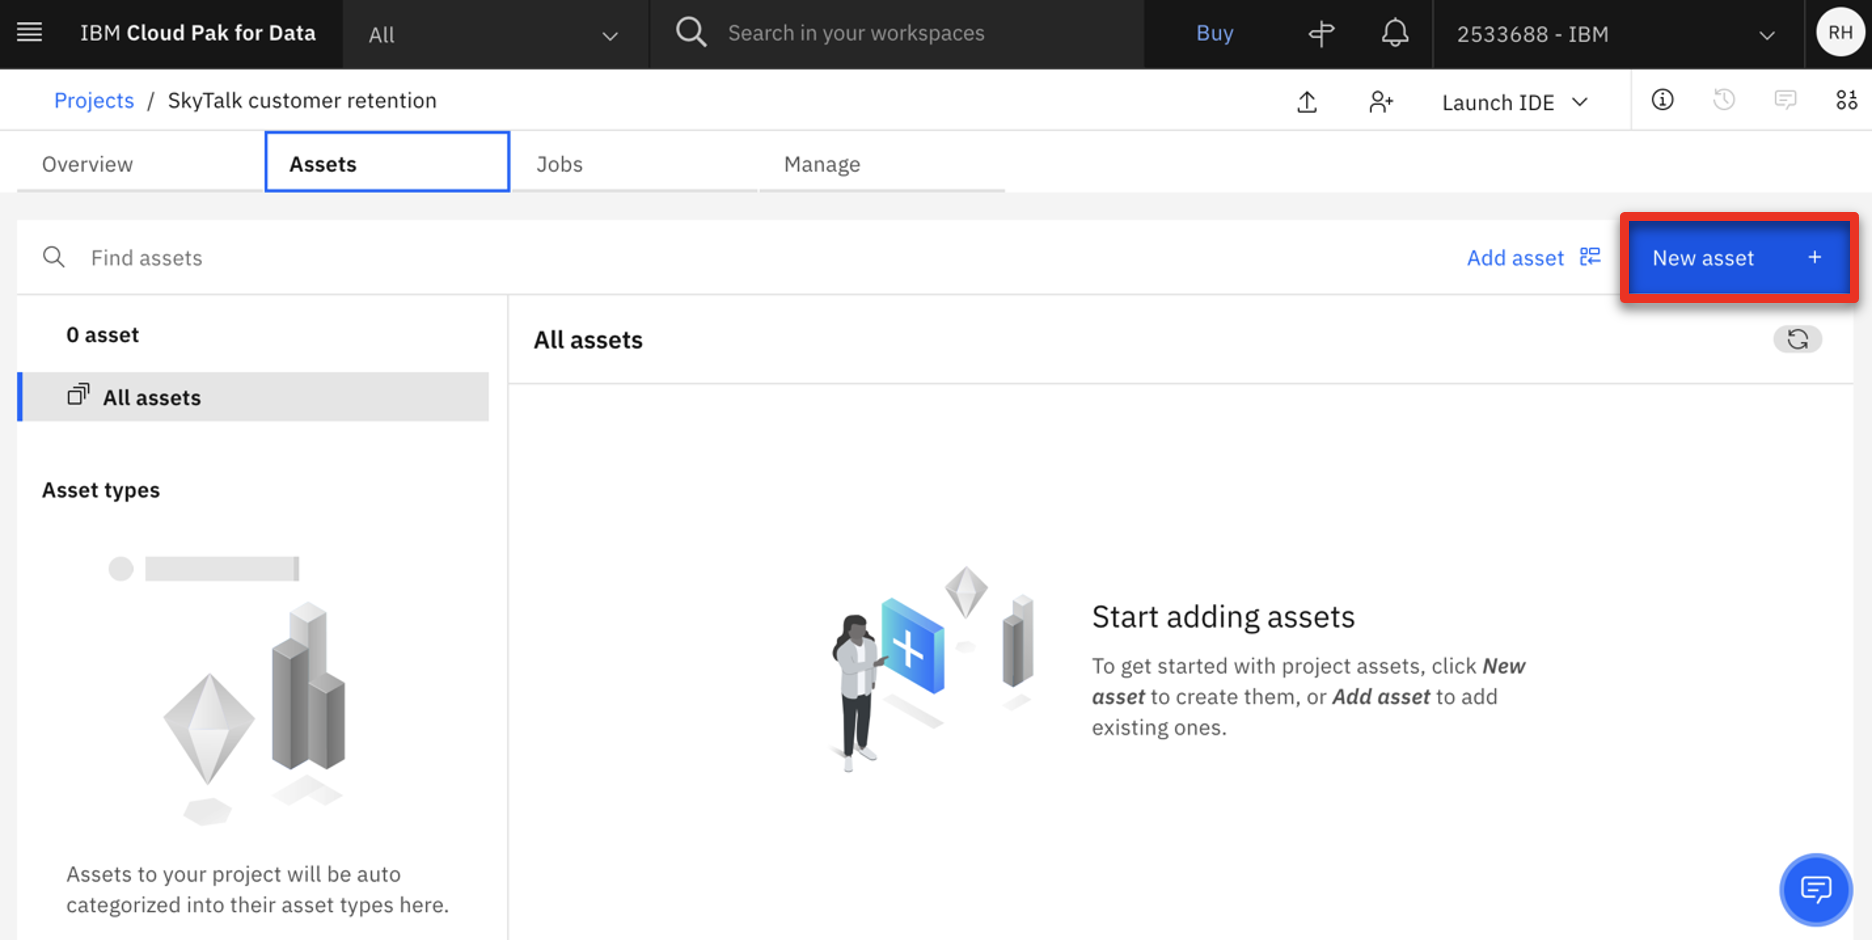 IBM Cloud Pak for Data
All
Search in your workspaces
Buy
2533688 - IBM
RH
Projects / SkyTalk customer retention
Launch IDE
Overview
Assets
Jobs
Manage
Find assets
Add asset
New asset +
0 asset
All assets
All assets
Asset types
Start adding assets
To get started with project assets, click New
asset to create them, or Add asset to add
existing ones.
Assets to your project will be auto
categorized into their asset types here.